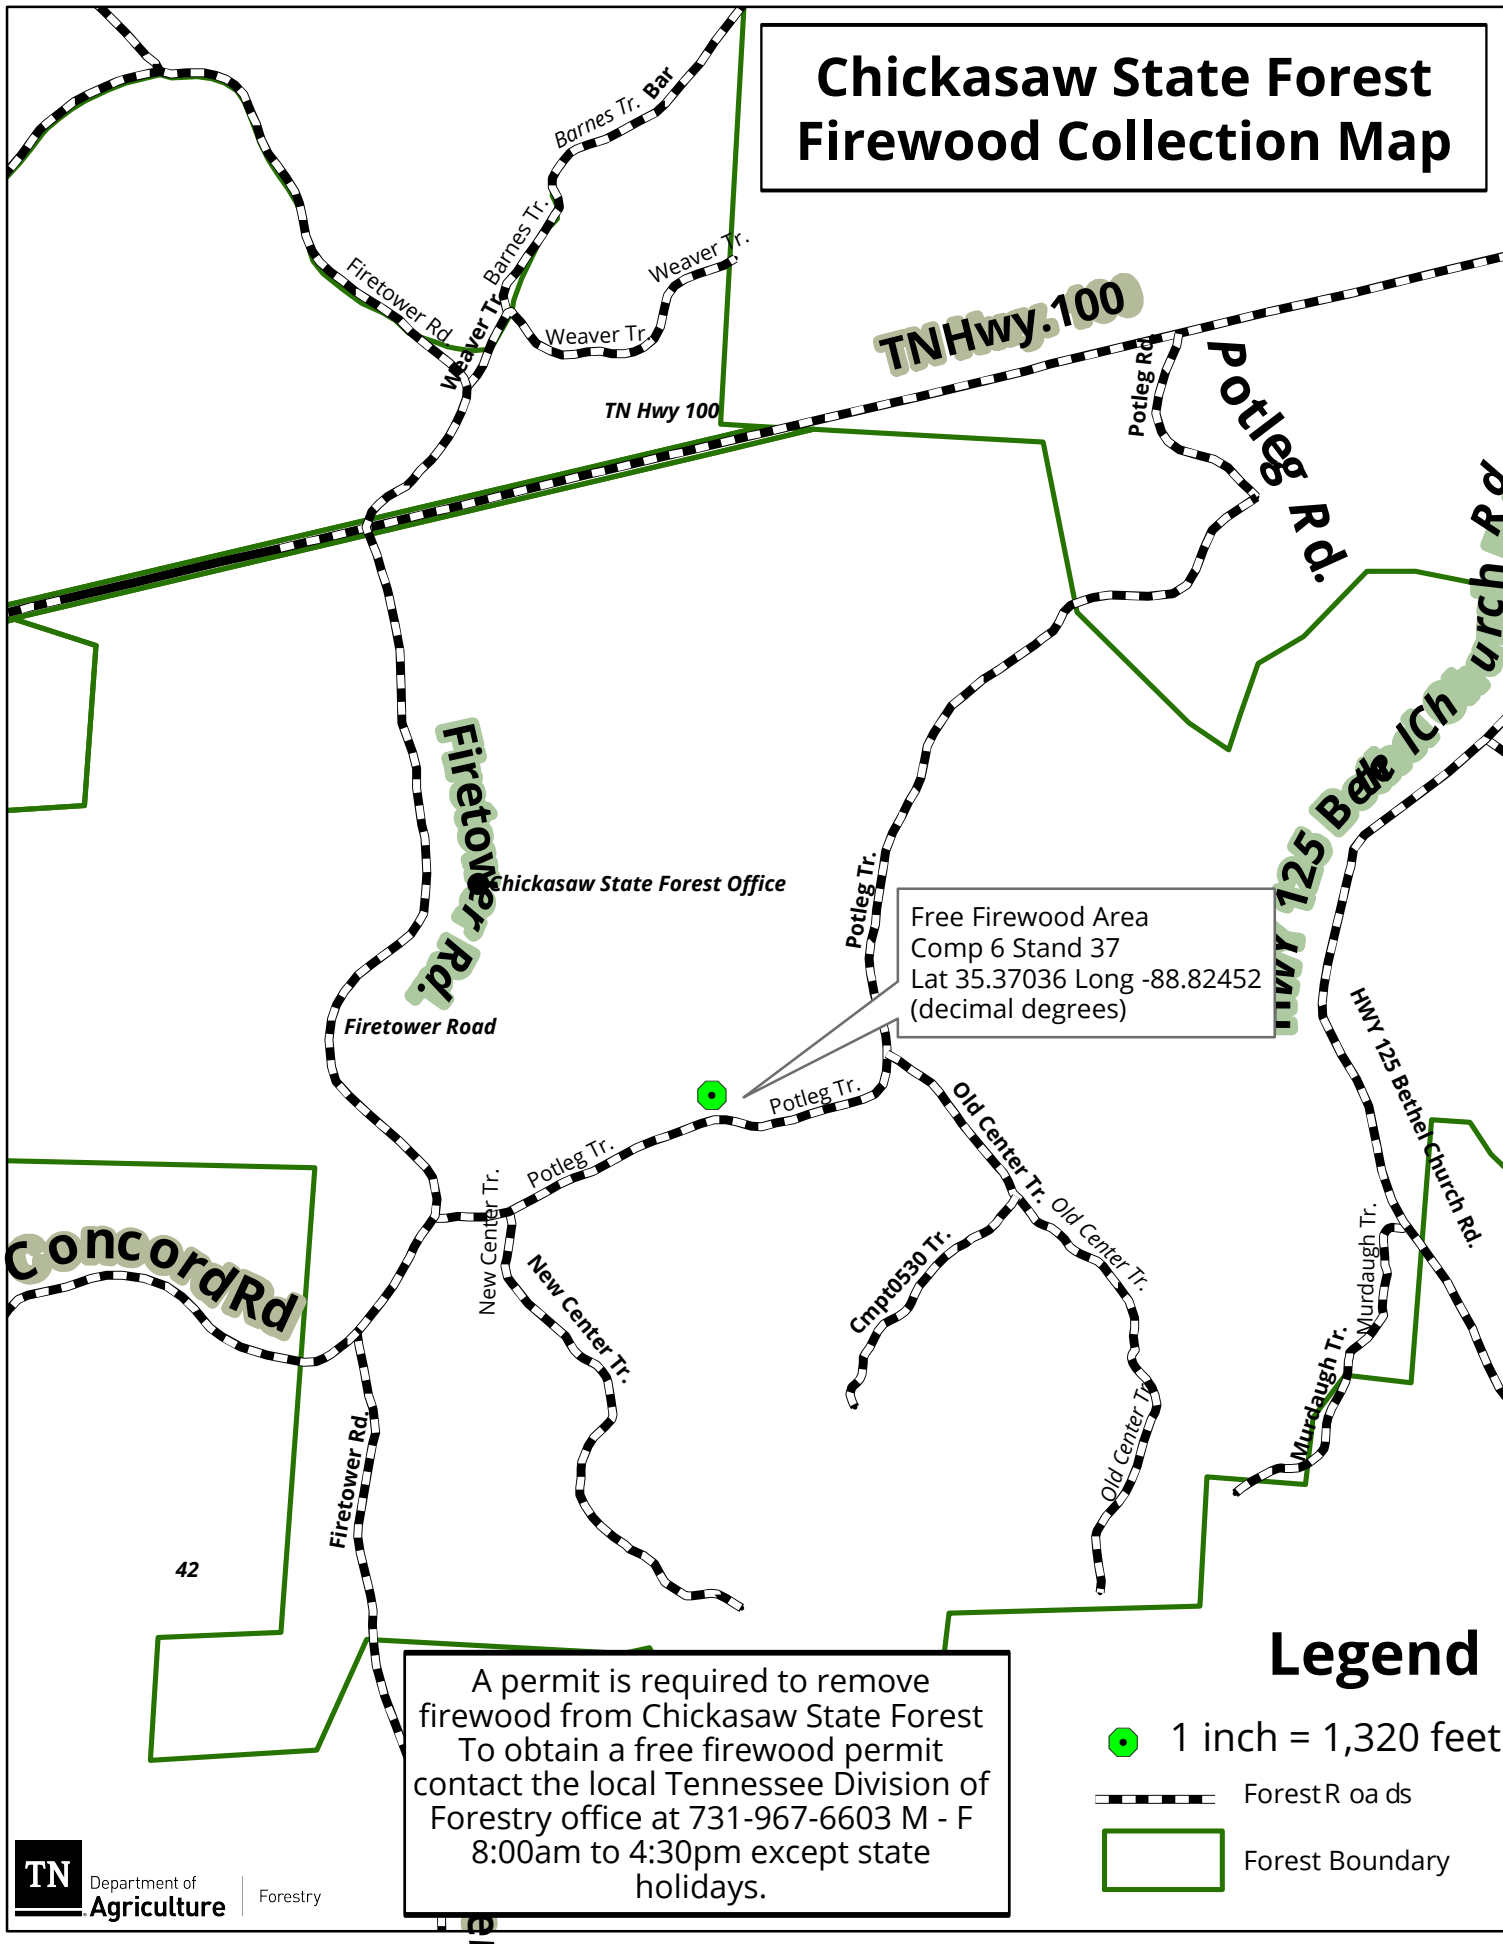 Chickasaw State Forest
Firewood Collection Map
Barnes Tr.
Bar
Barnes Tr.
Weaver Tr.
Firetower Rd.
Weaver Tr.
Weaver Tr.
TNHwy.100
Potleg Rd.
Potleg Rd.
TN Hwy 100
HWY 125 Bethel Church Rd
Firetower Rd.
Chickasaw State Forest Office
Potleg Tr.
Free Firewood Area
Comp 6 Stand 37
Lat 35.37036 Long -88.82452
(decimal degrees)
Firetower Road
HWY 125 Bethel Church Rd.
Potleg Tr.
Old Center Tr.
Potleg Tr.
New Center Tr.
Old Center Tr.
ConcordRd
New Center Tr.
Cmpt0530 Tr.
Murdaugh Tr.
Murdaugh Tr.
Old Center Tr.
Firetower Rd.
42
Legend
1 inch = 1,320 feet
Forest Roads
Forest Boundary
A permit is required to remove
firewood from Chickasaw State Forest
To obtain a free firewood permit
contact the local Tennessee Division of
Forestry office at 731-967-6603 M - F
8:00am to 4:30pm except state
holidays.
TN
Department of
Agriculture
Forestry